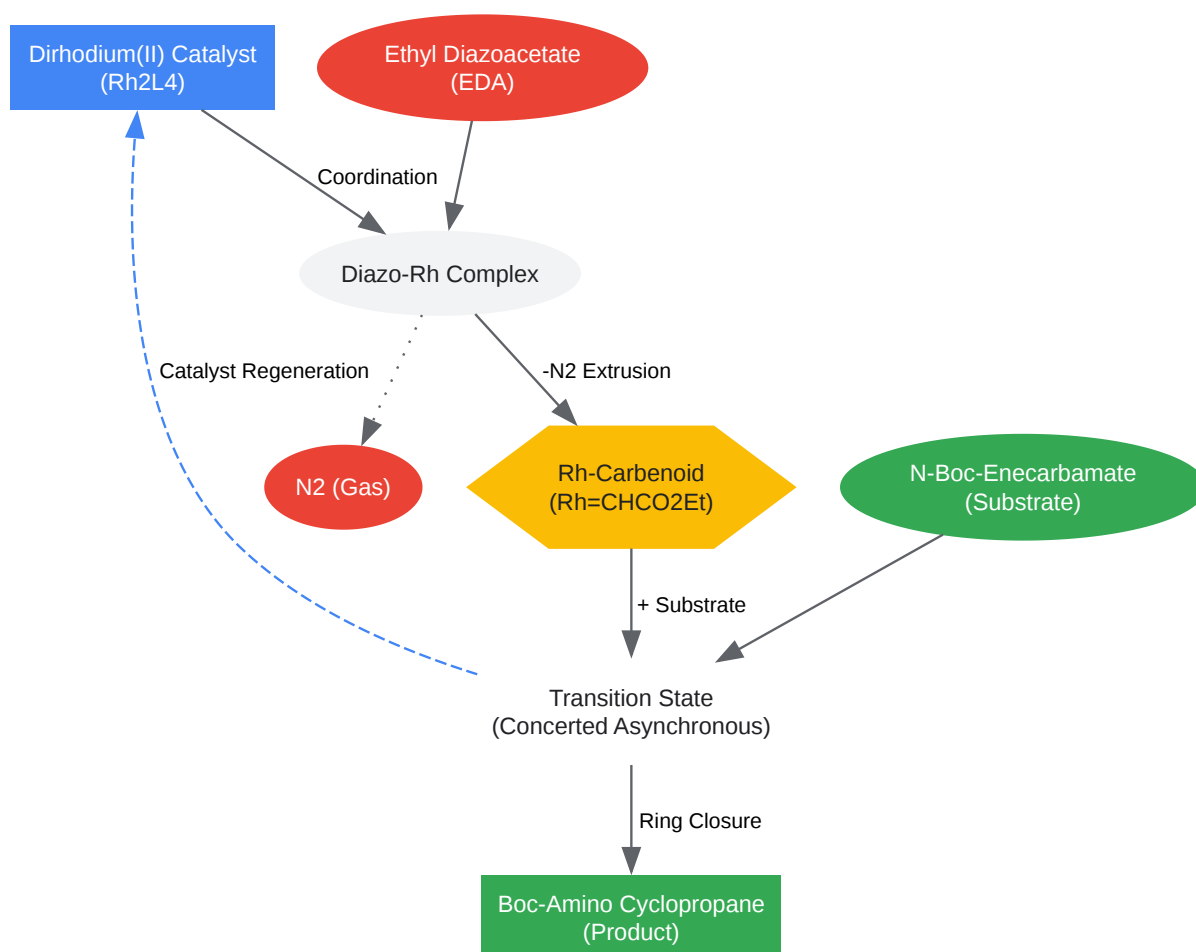 Dirhodium(II) Catalyst
(Rh2L4)
Ethyl Diazoacetate
(EDA)
Coordination
Diazo-Rh Complex
Catalyst Regeneration
-N2 Extrusion
N2 (Gas)
Rh-Carbenoid
(Rh=CHCO2Et)
N-Boc-Enecarbamate
(Substrate)
+ Substrate
Transition State
(Concerted Asynchronous)
Ring Closure
Boc-Amino Cyclopropane
(Product)